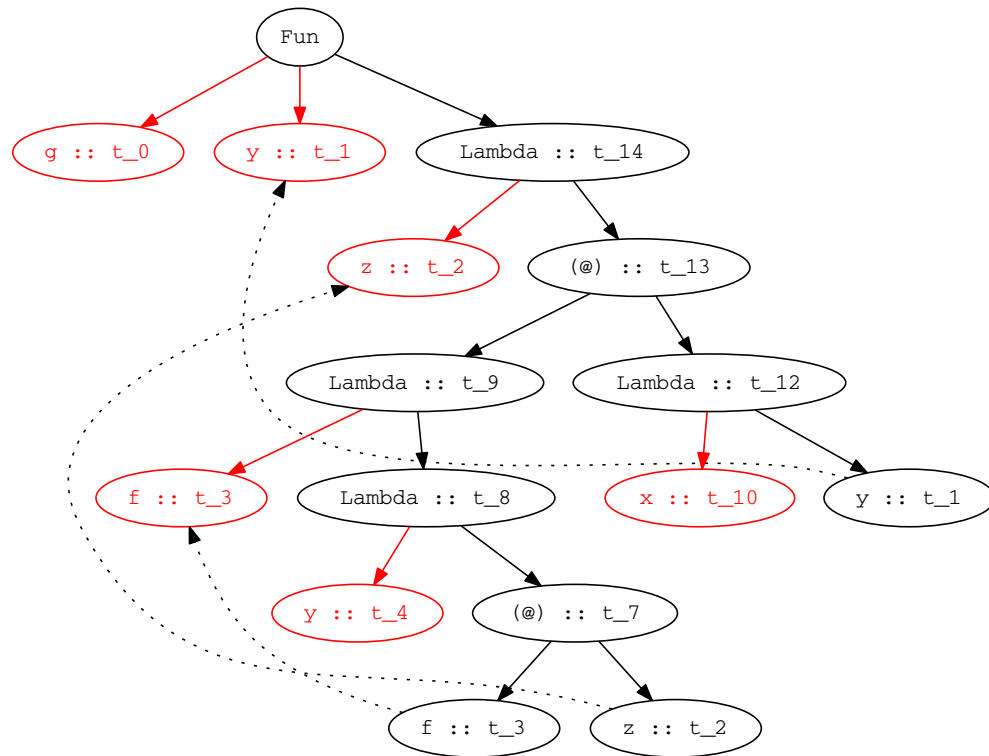 Fun
g :: t_0
y :: t_1
Lambda :: t_14
z :: t_2
(@) :: t_13
Lambda :: t_9
Lambda :: t_12
f :: t_3
Lambda :: t_8
x :: t_10
y :: t_1
y :: t_4
(@) :: t_7
f :: t_3
z :: t_2